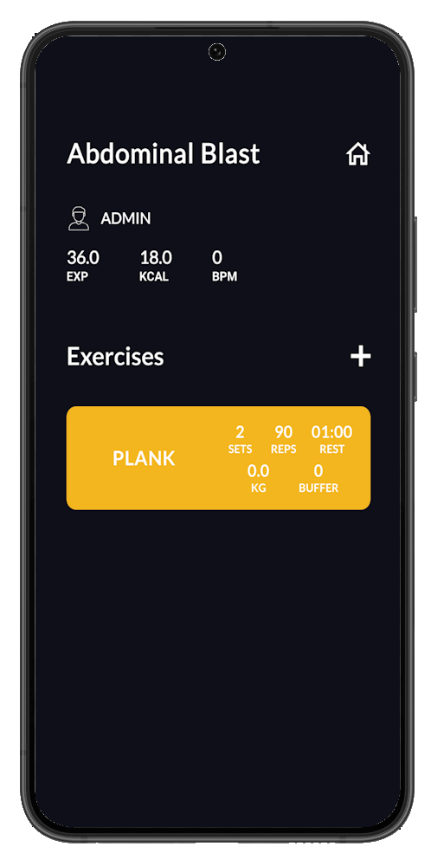 Abdominal Blast
ADMIN
36.0 18.0 0
EXP KCAL BPM
Exercises +
PLANK
2 90 01:00
SETS REPS REST
0.0 0
KG BUFFER